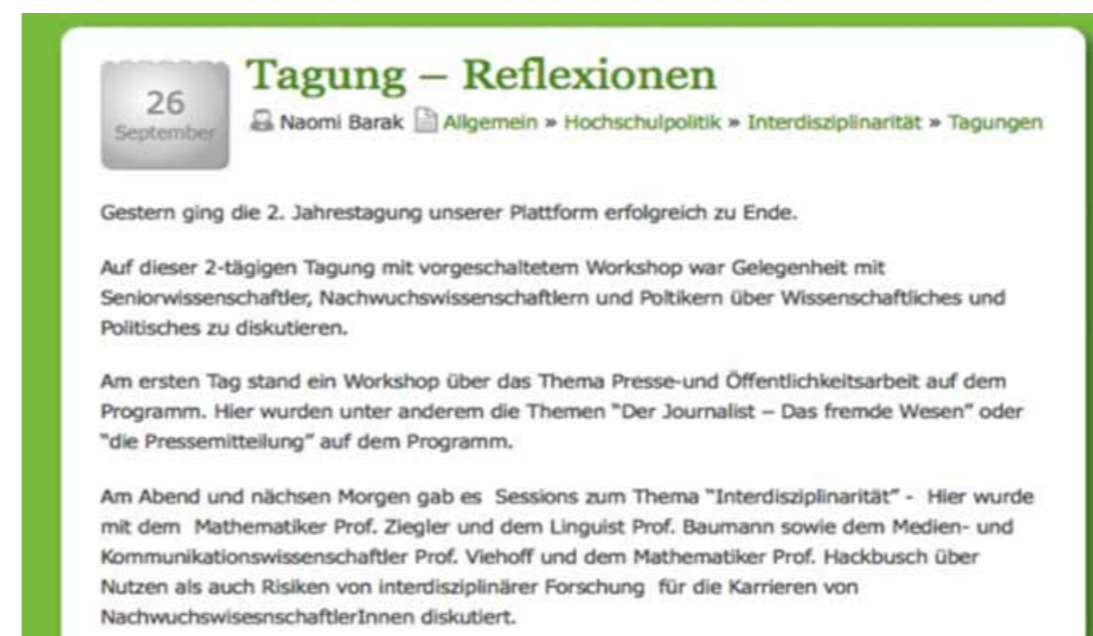 26
September
Tagung – Reflexionen
Naomi Barak Allgemein » Hochschulpolitik » Interdisziplinarität » Tagungen
Gestern ging die 2. Jahrestagung unserer Plattform erfolgreich zu Ende.
Auf dieser 2-tägigen Tagung mit vorgeschaltetem Workshop war Gelegenheit mit
Seniorwissenschaftler, Nachwuchswissenschaftlern und Poltikern über Wissenschaftliches und
Politisches zu diskutieren.
Am ersten Tag stand ein Workshop über das Thema Presse-und Öffentlichkeitsarbeit auf dem
Programm. Hier wurden unter anderem die Themen "Der Journalist – Das fremde Wesen" oder
"die Pressemitteilung" auf dem Programm.
Am Abend und nächsen Morgen gab es Sessions zum Thema "Interdisziplinarität" - Hier wurde
mit dem Mathematiker Prof. Ziegler und dem Linguist Prof. Baumann sowie dem Medien- und
Kommunikationswissenschaftler Prof. Viehoff und dem Mathematiker Prof. Hackbusch über
Nutzen als auch Risiken von interdisziplinärer Forschung für die Karrieren von
NachwuchswisesnschaftlerInnen diskutiert.